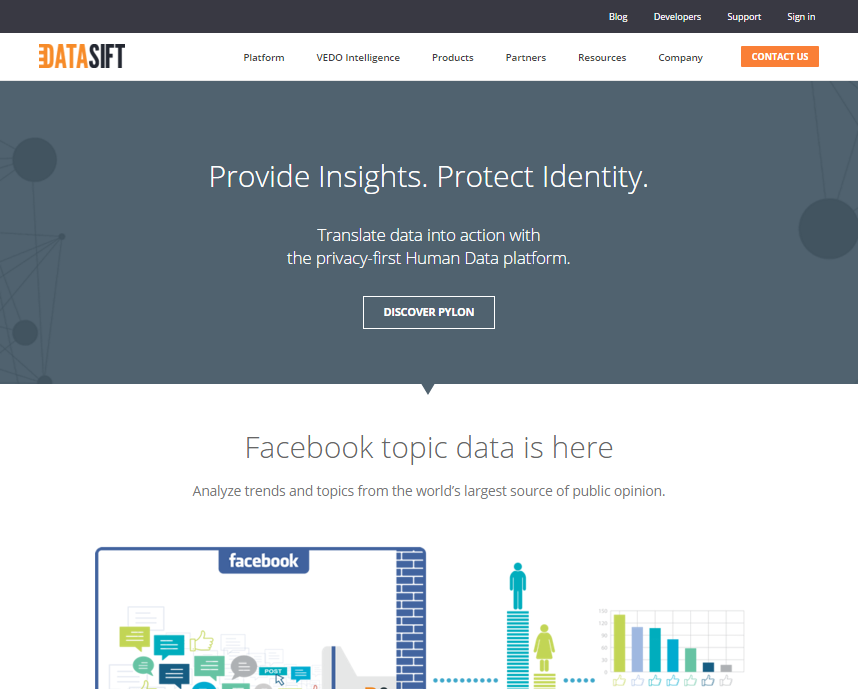 Blog Developers Support Sign in
DATASIFT
Platform VEDO Intelligence Products Partners Resources Company CONTACT US
Provide Insights. Protect Identity.
Translate data into action with
the privacy-first Human Data platform.
DISCOVER PYLON
Facebook topic data is here
Analyze trends and topics from the world's largest source of public opinion.
facebook
POST